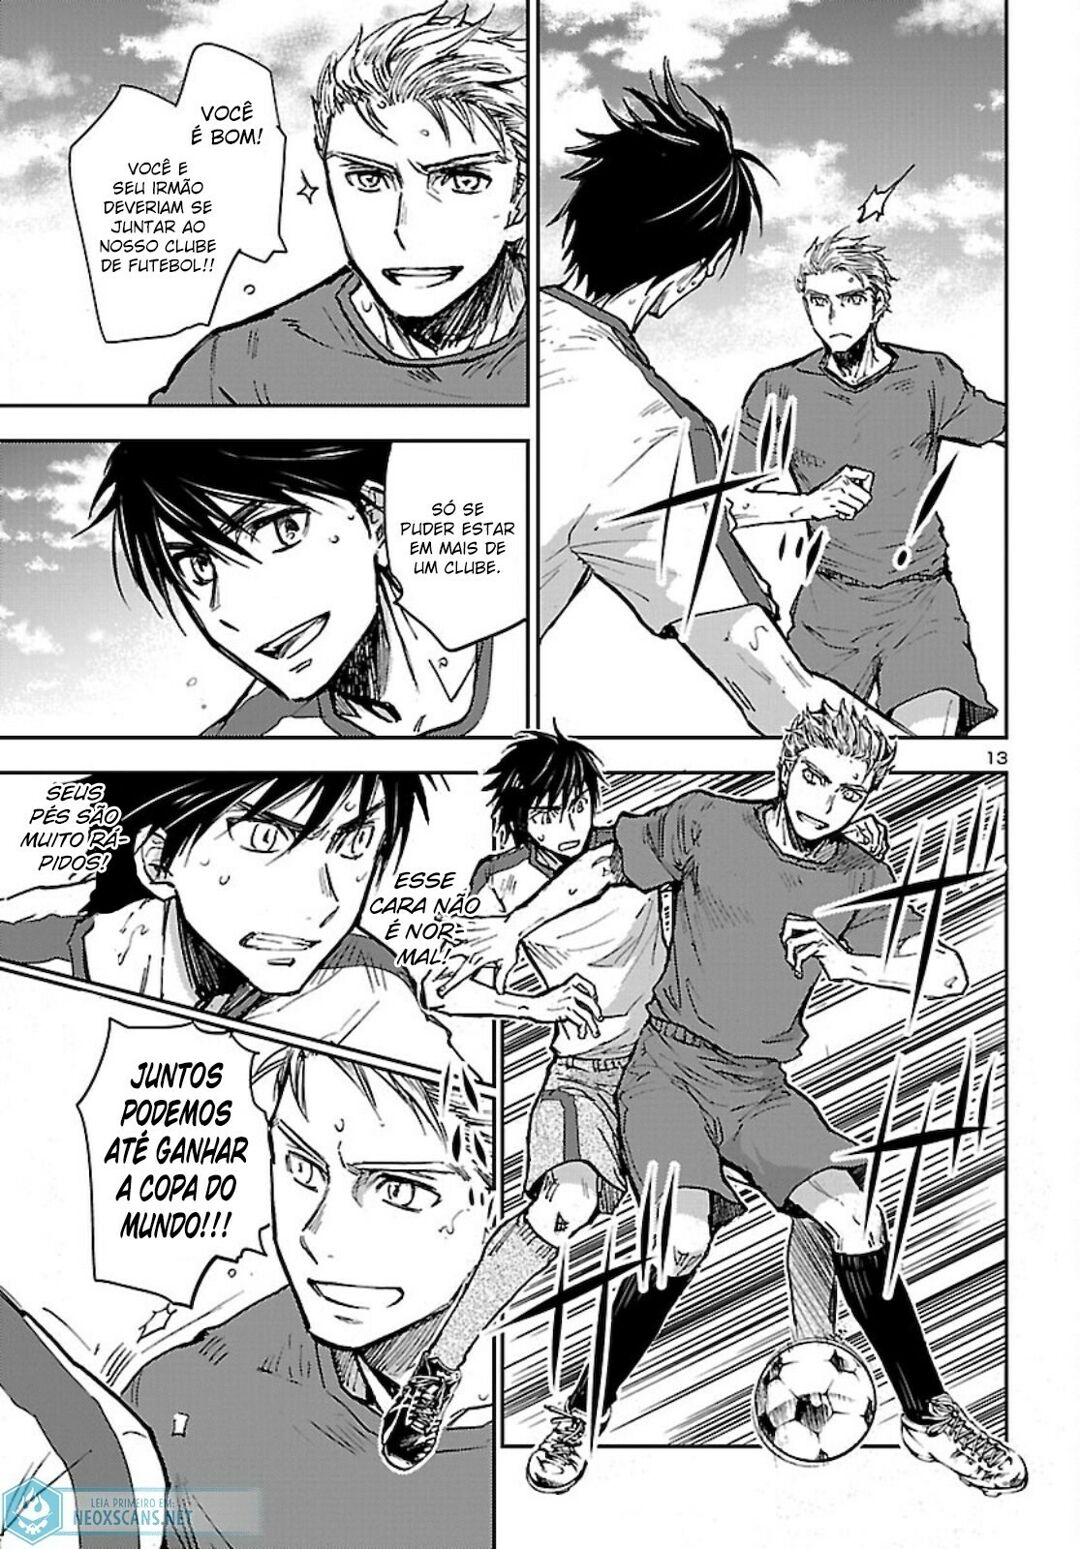 VOCÊ
É BOM!
VOCÊ E
SEU IRMÃO
DEVERIAM SE
JUNTAR AO
NOSSO CLUBE
DE FUTEBOL!!
SÓ SE
PUDER ESTAR
EM MAIS DE
UM CLUBE.
13
ESSE
CARA NÃO
É NOR-
MAL!
SEUS
PÉS SÃO
MUITO RÁ-
PIDOS!
JUNTOS
PODEMOS
ATÉ GANHAR
A COPA DO
MUNDO!!!
LEIA PRIMEIRO EM:
NEOXSCANS.NET